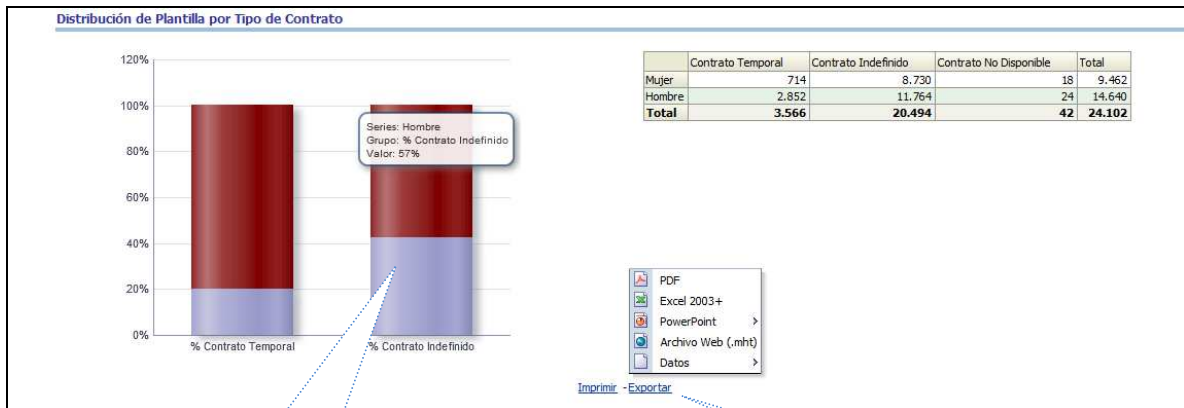 Distribución de Plantilla por Tipo de Contrato
120%
100%
80%
60%
40%
20%
0%
Series: Hombre
Grupo: % Contrato Indefinido
Valor: 57%
% Contrato Temporal % Contrato Indefinido
Contrato Temporal Contrato Indefinido Contrato No Disponible Total
Mujer 714 8.730 18 9.462
Hombre 2.852 11.764 24 14.640
Total 3.566 20.494 42 24.102
PDF
Excel 2003+
PowerPoint
Archivo Web (.mht)
Datos
Imprimir - Exportar